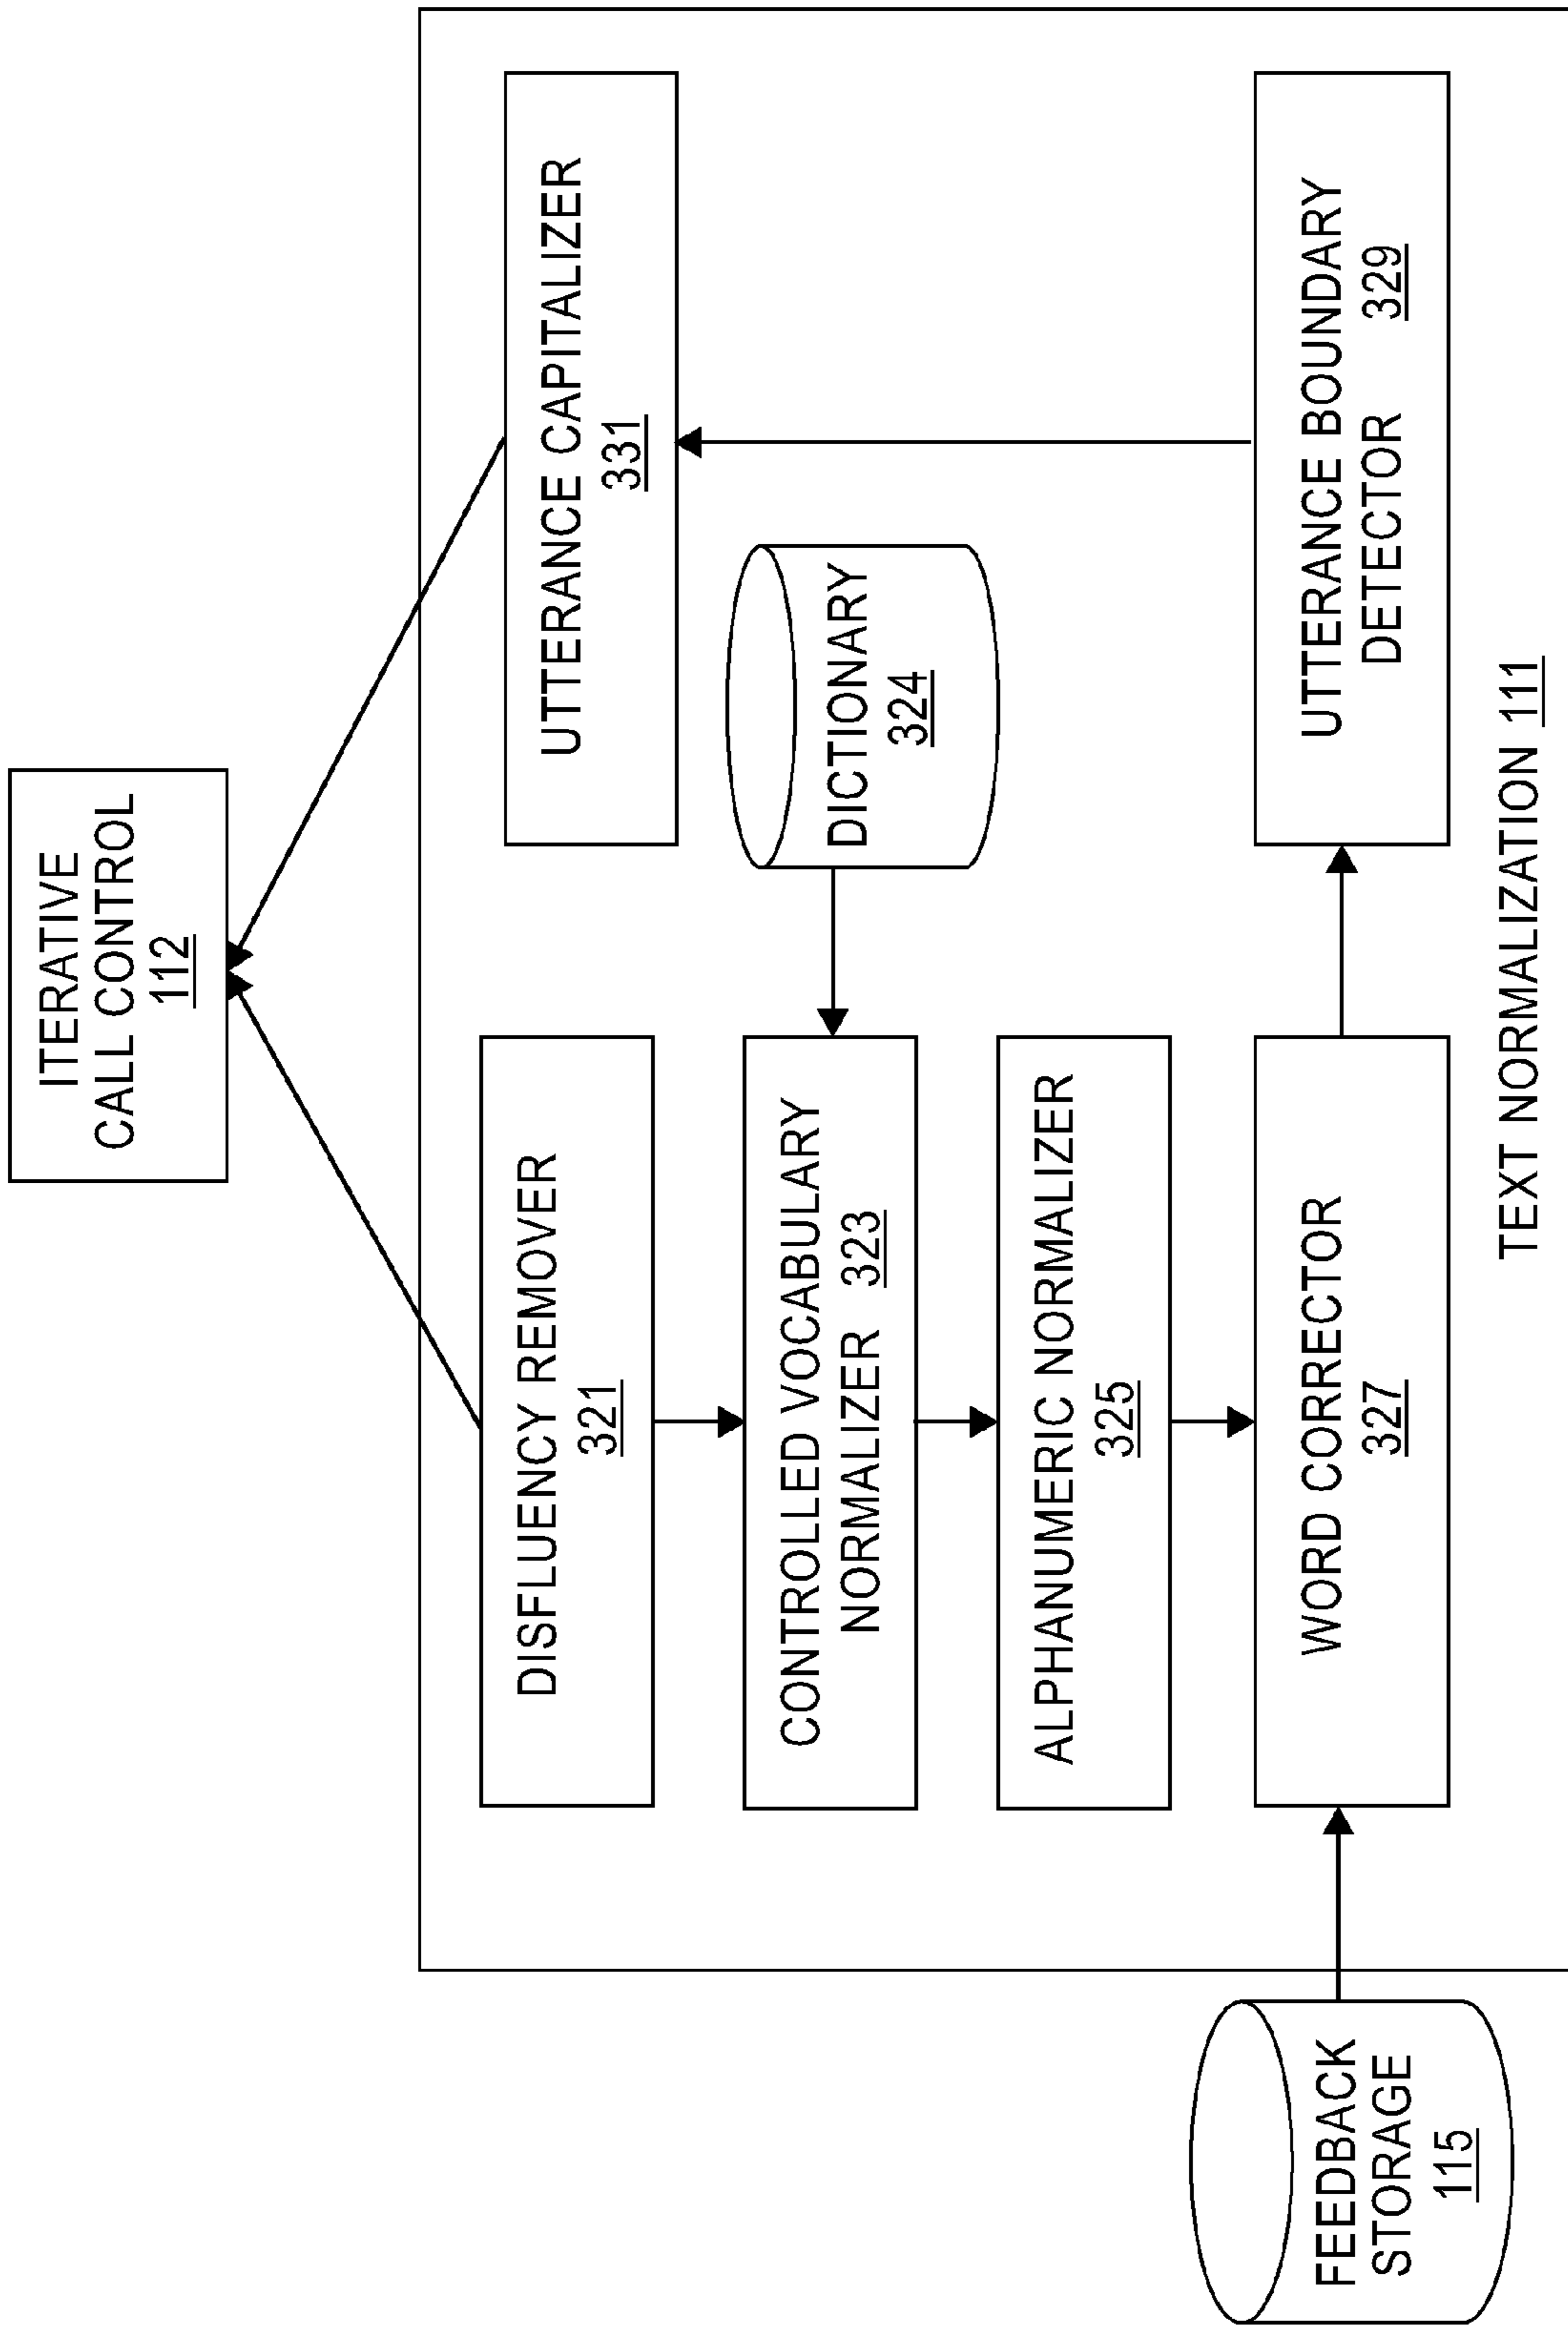 ITERATIVE
CALL CONTROL
112
DISFLUENCY REMOVER
321
UTTERANCE CAPITALIZER
331
CONTROLLED VOCABULARY
NORMALIZER 323
DICTIONARY
324
ALPHANUMERIC NORMALIZER
325
FEEDBACK
STORAGE
115
WORD CORRECTOR
327
UTTERANCE BOUNDARY
DETECTOR 329
TEXT NORMALIZATION 111